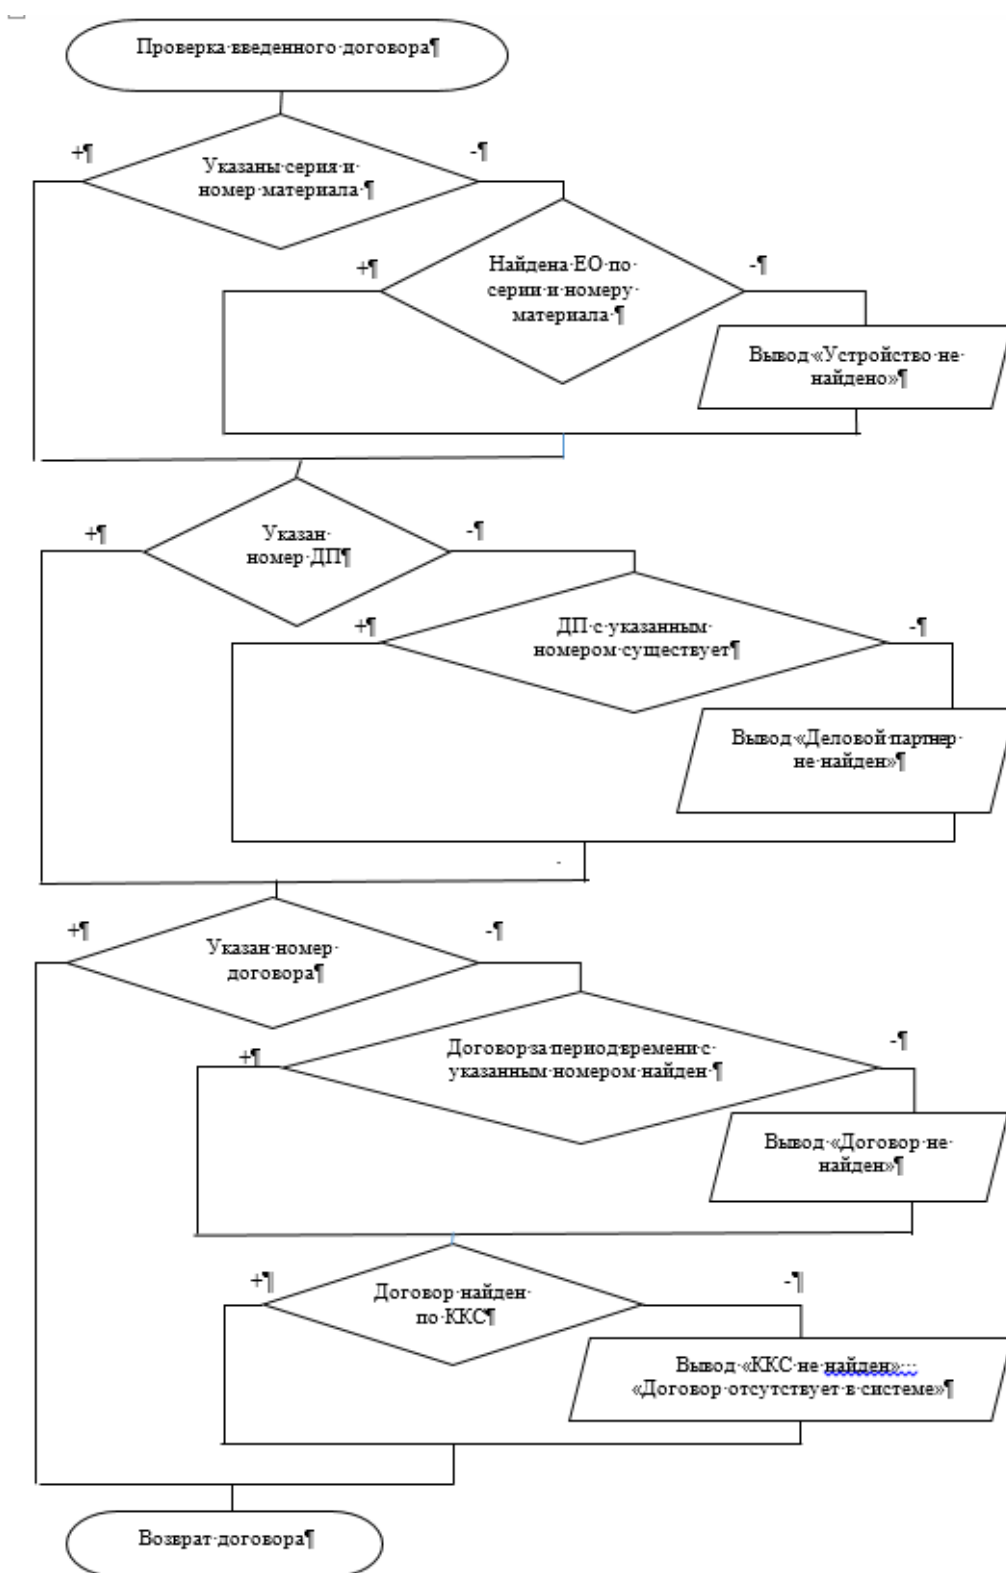 Проверка·введенного·договора¶
+¶
-¶
Указаны·серия·и·
номер·материала·¶
+¶
-¶
Найдена·ЕО·по·
серии·и·номеру·
материала·¶
Вывод·«Устройство·не·
найдено»¶
+¶
-¶
Указан·
номер·ДП¶
+¶
-¶
ДП·с·указанным·
номером·существует¶
Вывод·«Деловой·партнер·
не·найден»¶
+¶
-¶
Указан·номер·
договора¶
+¶
-¶
Договор·за·период·времени·с·
указанным·номером·найден·¶
Вывод·«Договор·не·
найден»¶
+¶
-¶
Договор·найден·
по·ККС¶
Вывод·«ККС·не·найден»···
«Договор·отсутствует·в·системе»¶
Возврат·договора¶